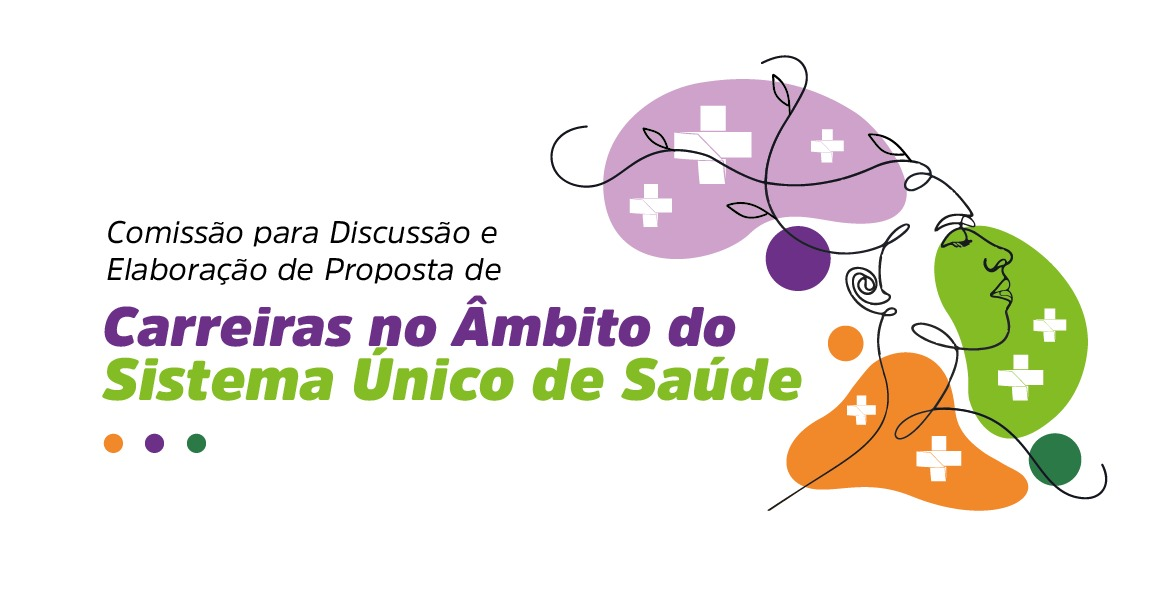 Comissão para Discussão e
Elaboração de Proposta de
Carreiras no Âmbito do
Sistema Único de Saúde